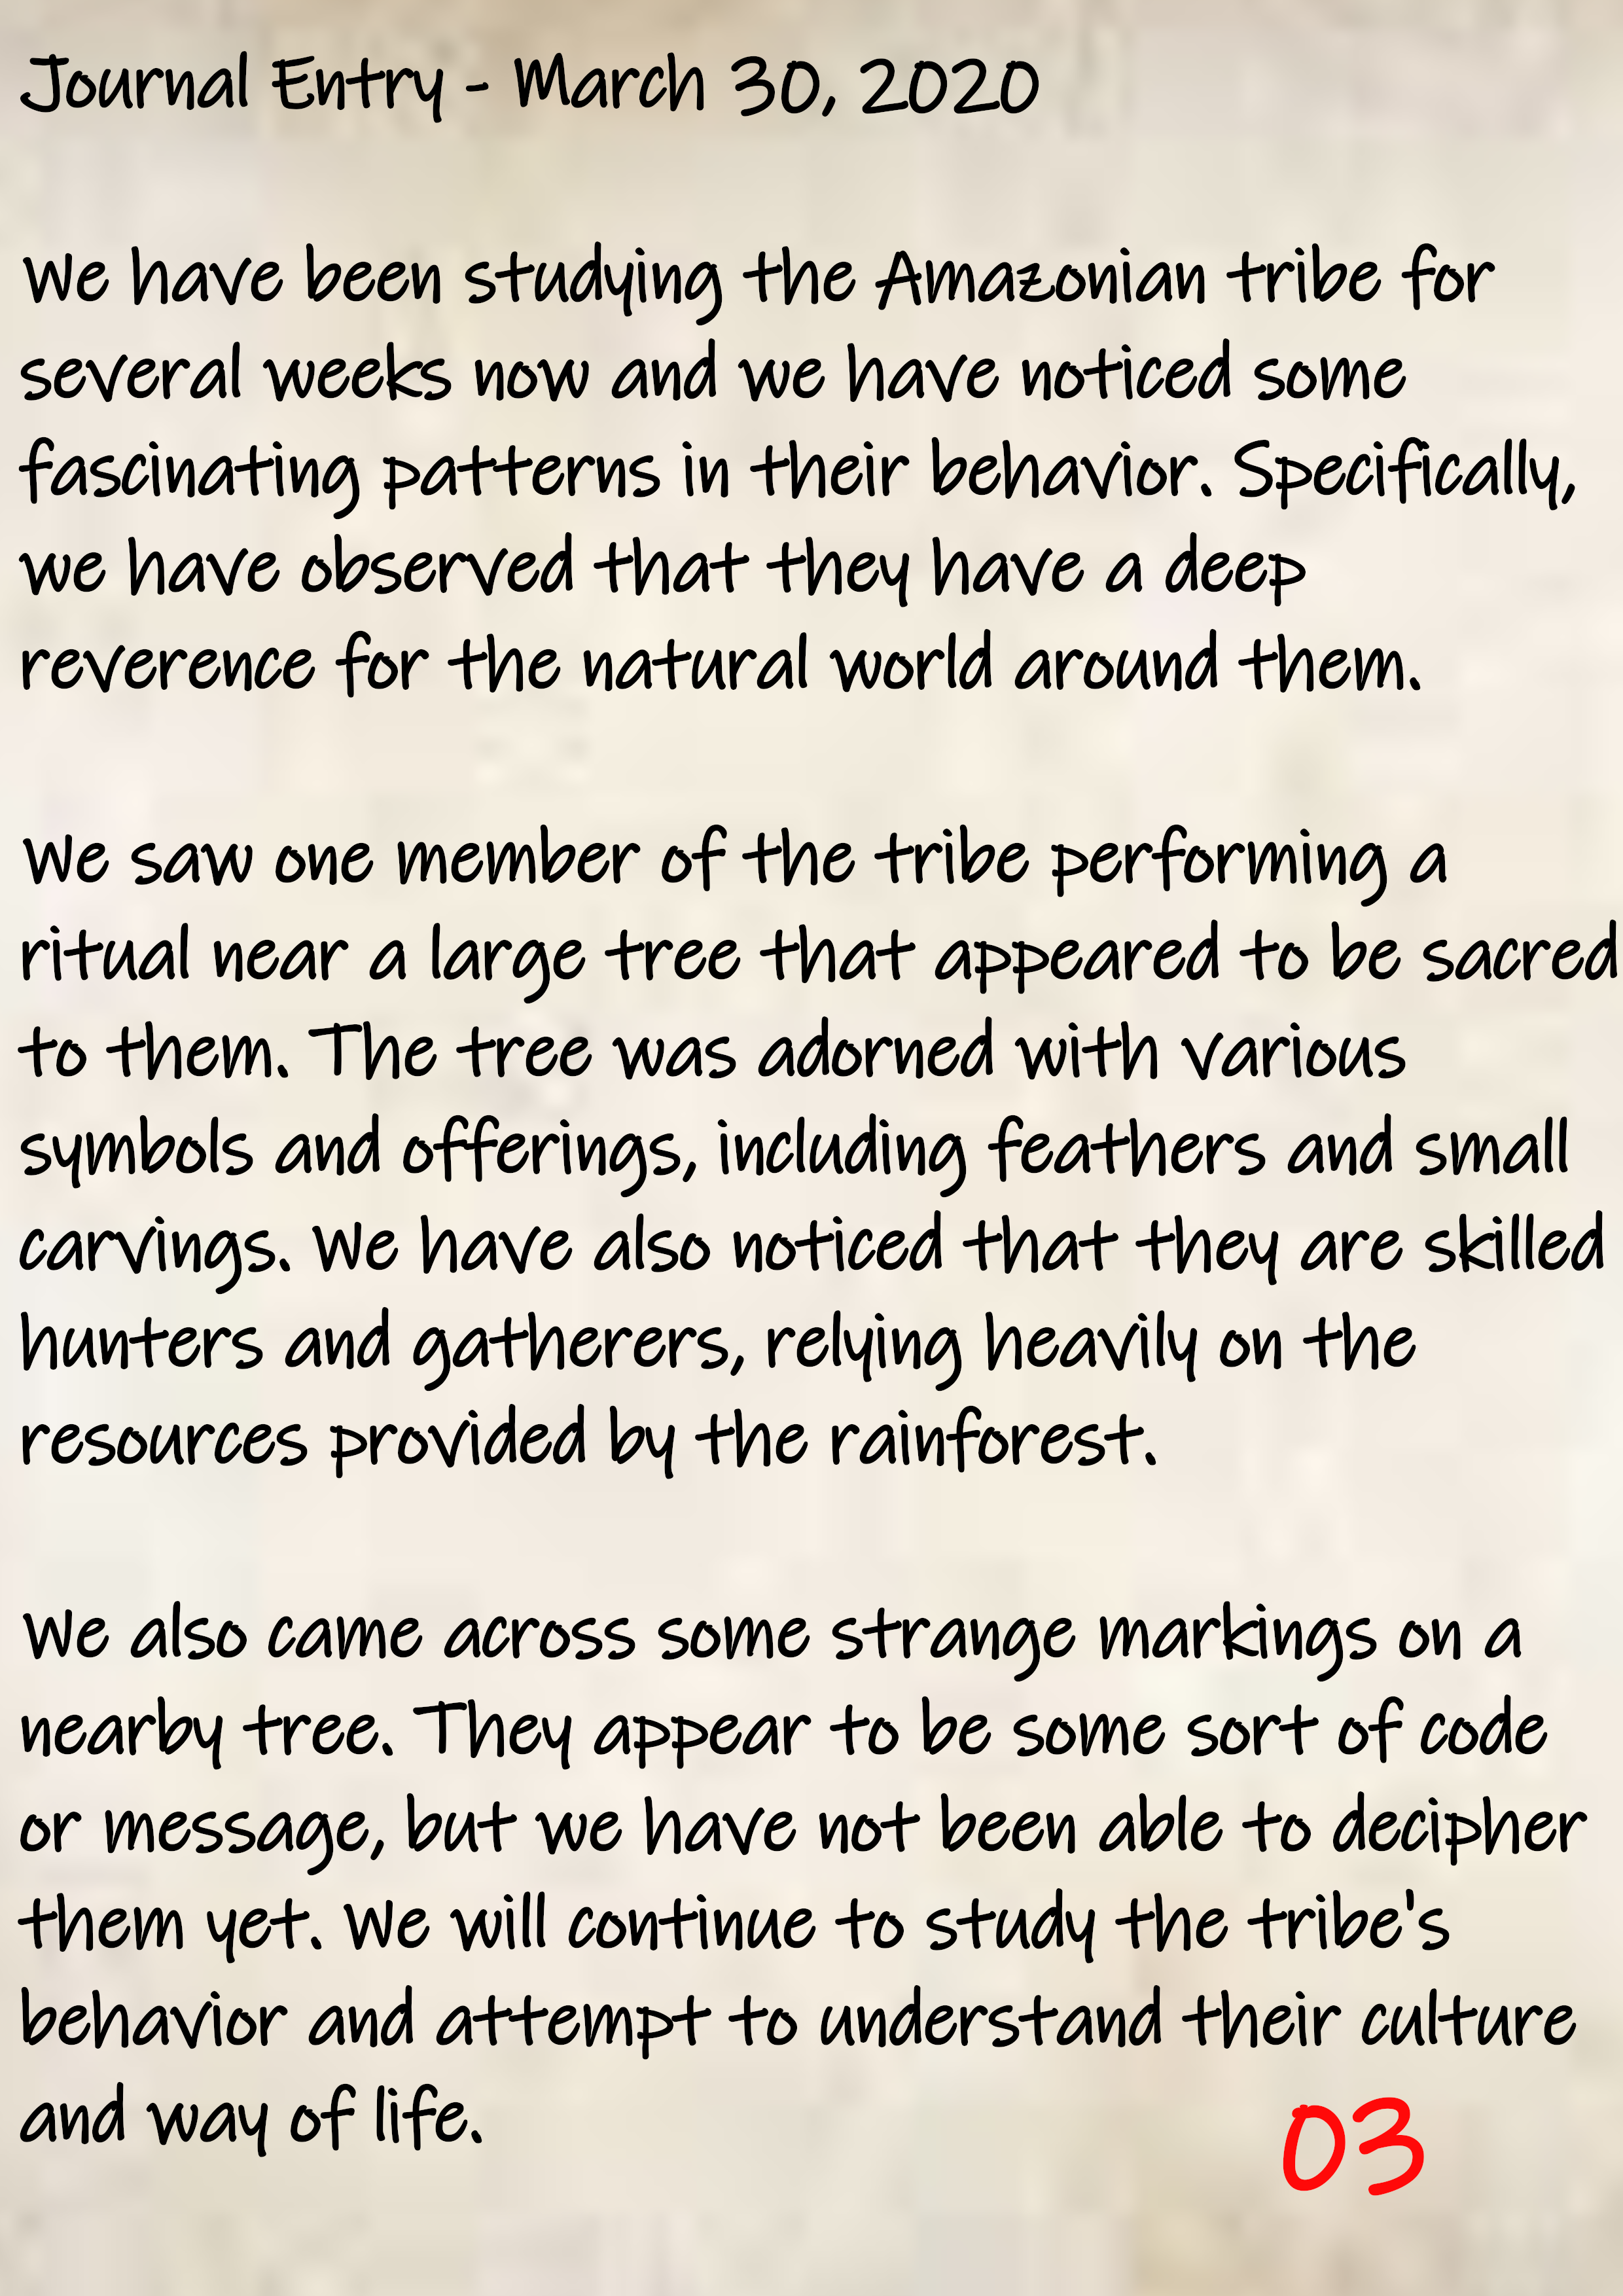 Journal Entry - March 30, 2020
We have been studying the Amazonian tribe for
several weeks now and we have noticed some
fascinating patterns in their behavior. Specifically,
we have observed that they have a deep
reverence for the natural world around them.
We saw one member of the tribe performing a
ritual near a large tree that appeared to be sacred
to them. The tree was adorned with various
symbols and offerings, including feathers and small
carvings. We have also noticed that they are skilled
hunters and gatherers, relying heavily on the
resources provided by the rainforest.
We also came across some strange markings on a
nearby tree. They appear to be some sort of code
or message, but we have not been able to decipher
them yet. We will continue to study the tribe's
behavior and attempt to understand their culture
and way of life.
03